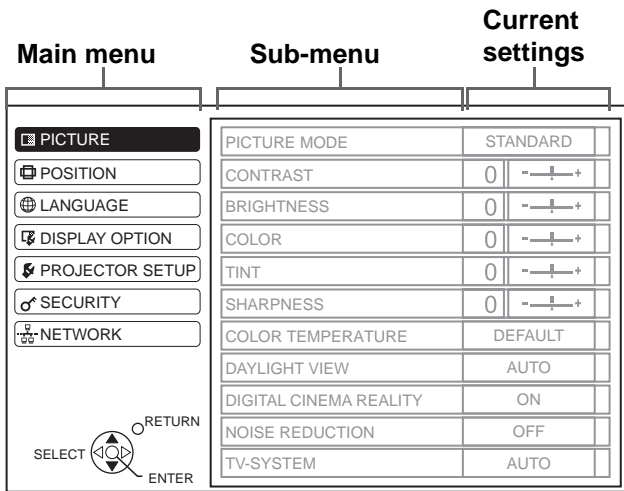 Main menu
Sub-menu
Current
settings
PICTURE
POSITION
LANGUAGE
DISPLAY OPTION
PROJECTOR SETUP
SECURITY
NETWORK
RETURN
SELECT
ENTER
PICTURE MODE STANDARD
CONTRAST 0 - +
BRIGHTNESS 0 - +
COLOR 0 - +
TINT 0 - +
SHARPNESS 0 - +
COLOR TEMPERATURE DEFAULT
DAYLIGHT VIEW AUTO
DIGITAL CINEMA REALITY ON
NOISE REDUCTION OFF
TV-SYSTEM AUTO